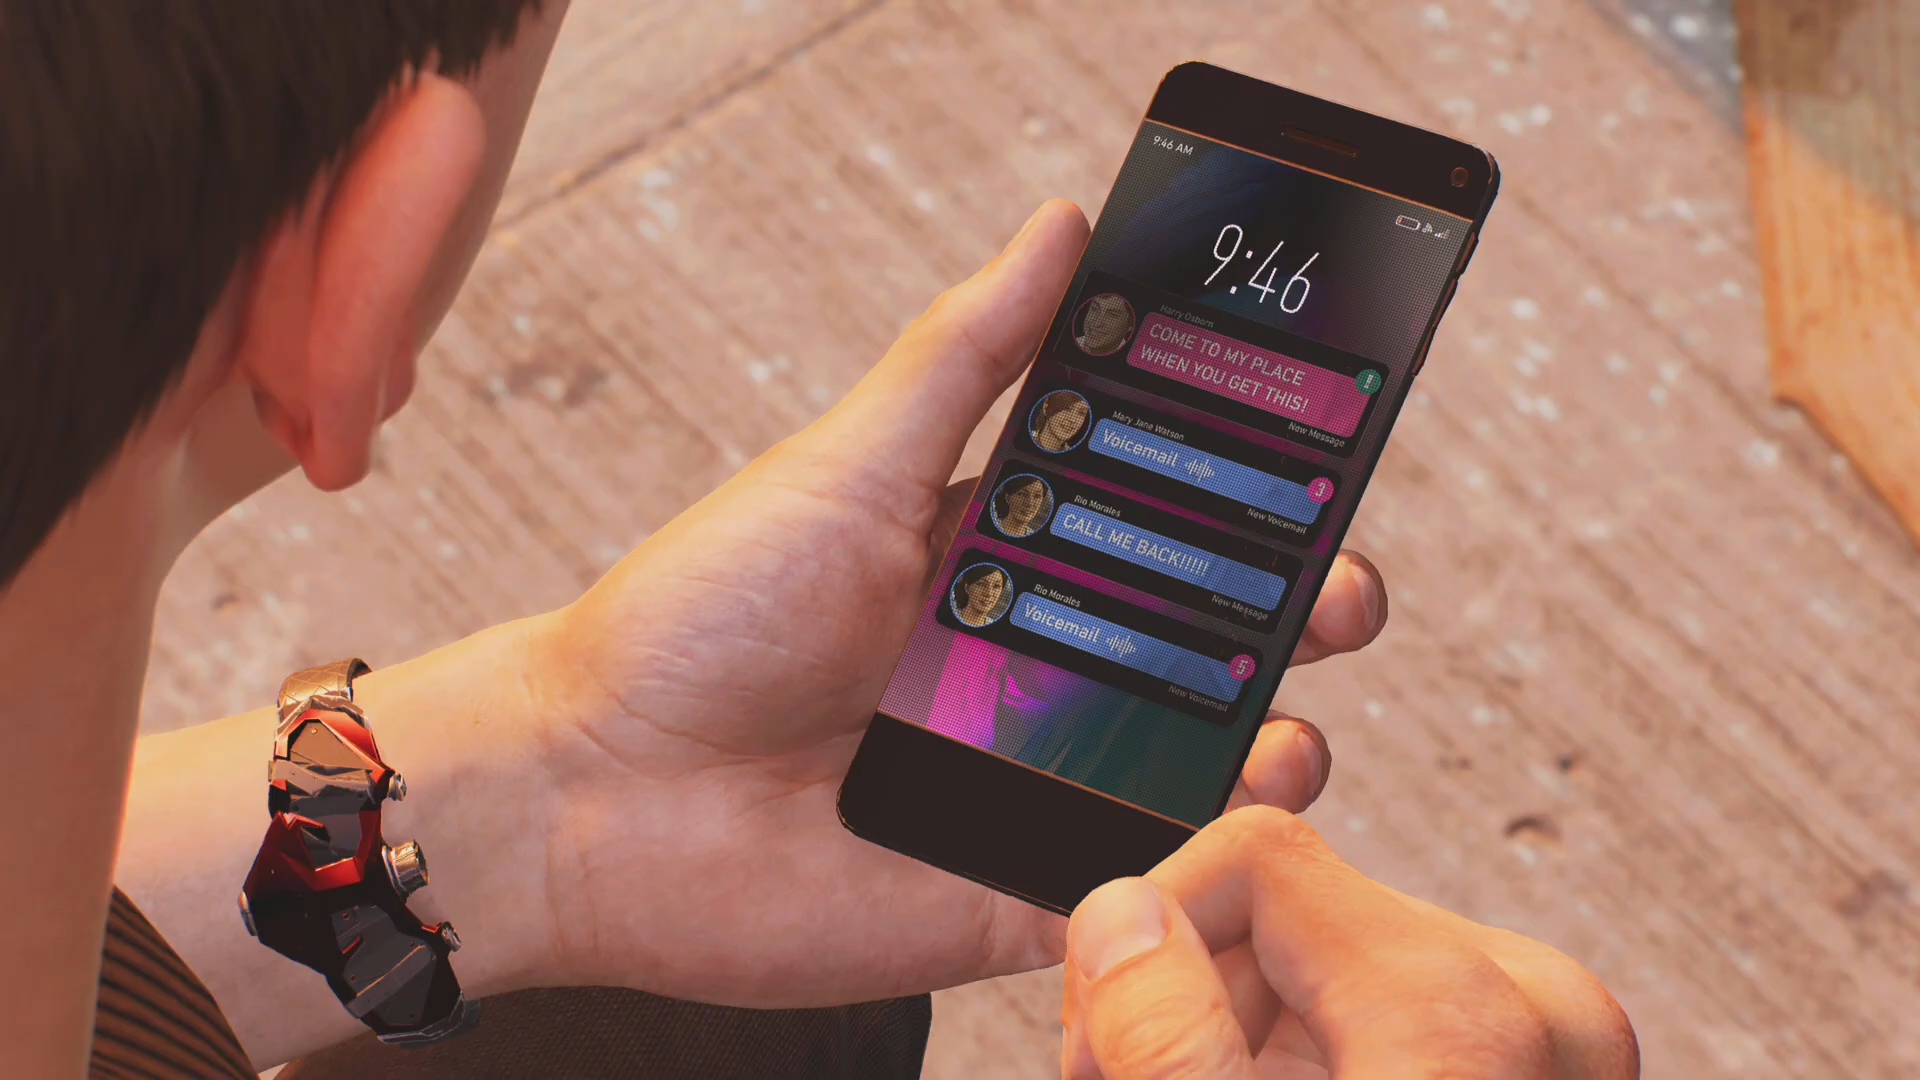 9:46 AM
9:46
Harry Osborn
COME TO MY PLACE
WHEN YOU GET THIS!
!
New Message
Mary Jane Watson
Voicemail
3
New Voicemail
Rio Morales
CALL ME BACK!!!!!
New Message
Rio Morales
Voicemail
5
New Voicemail